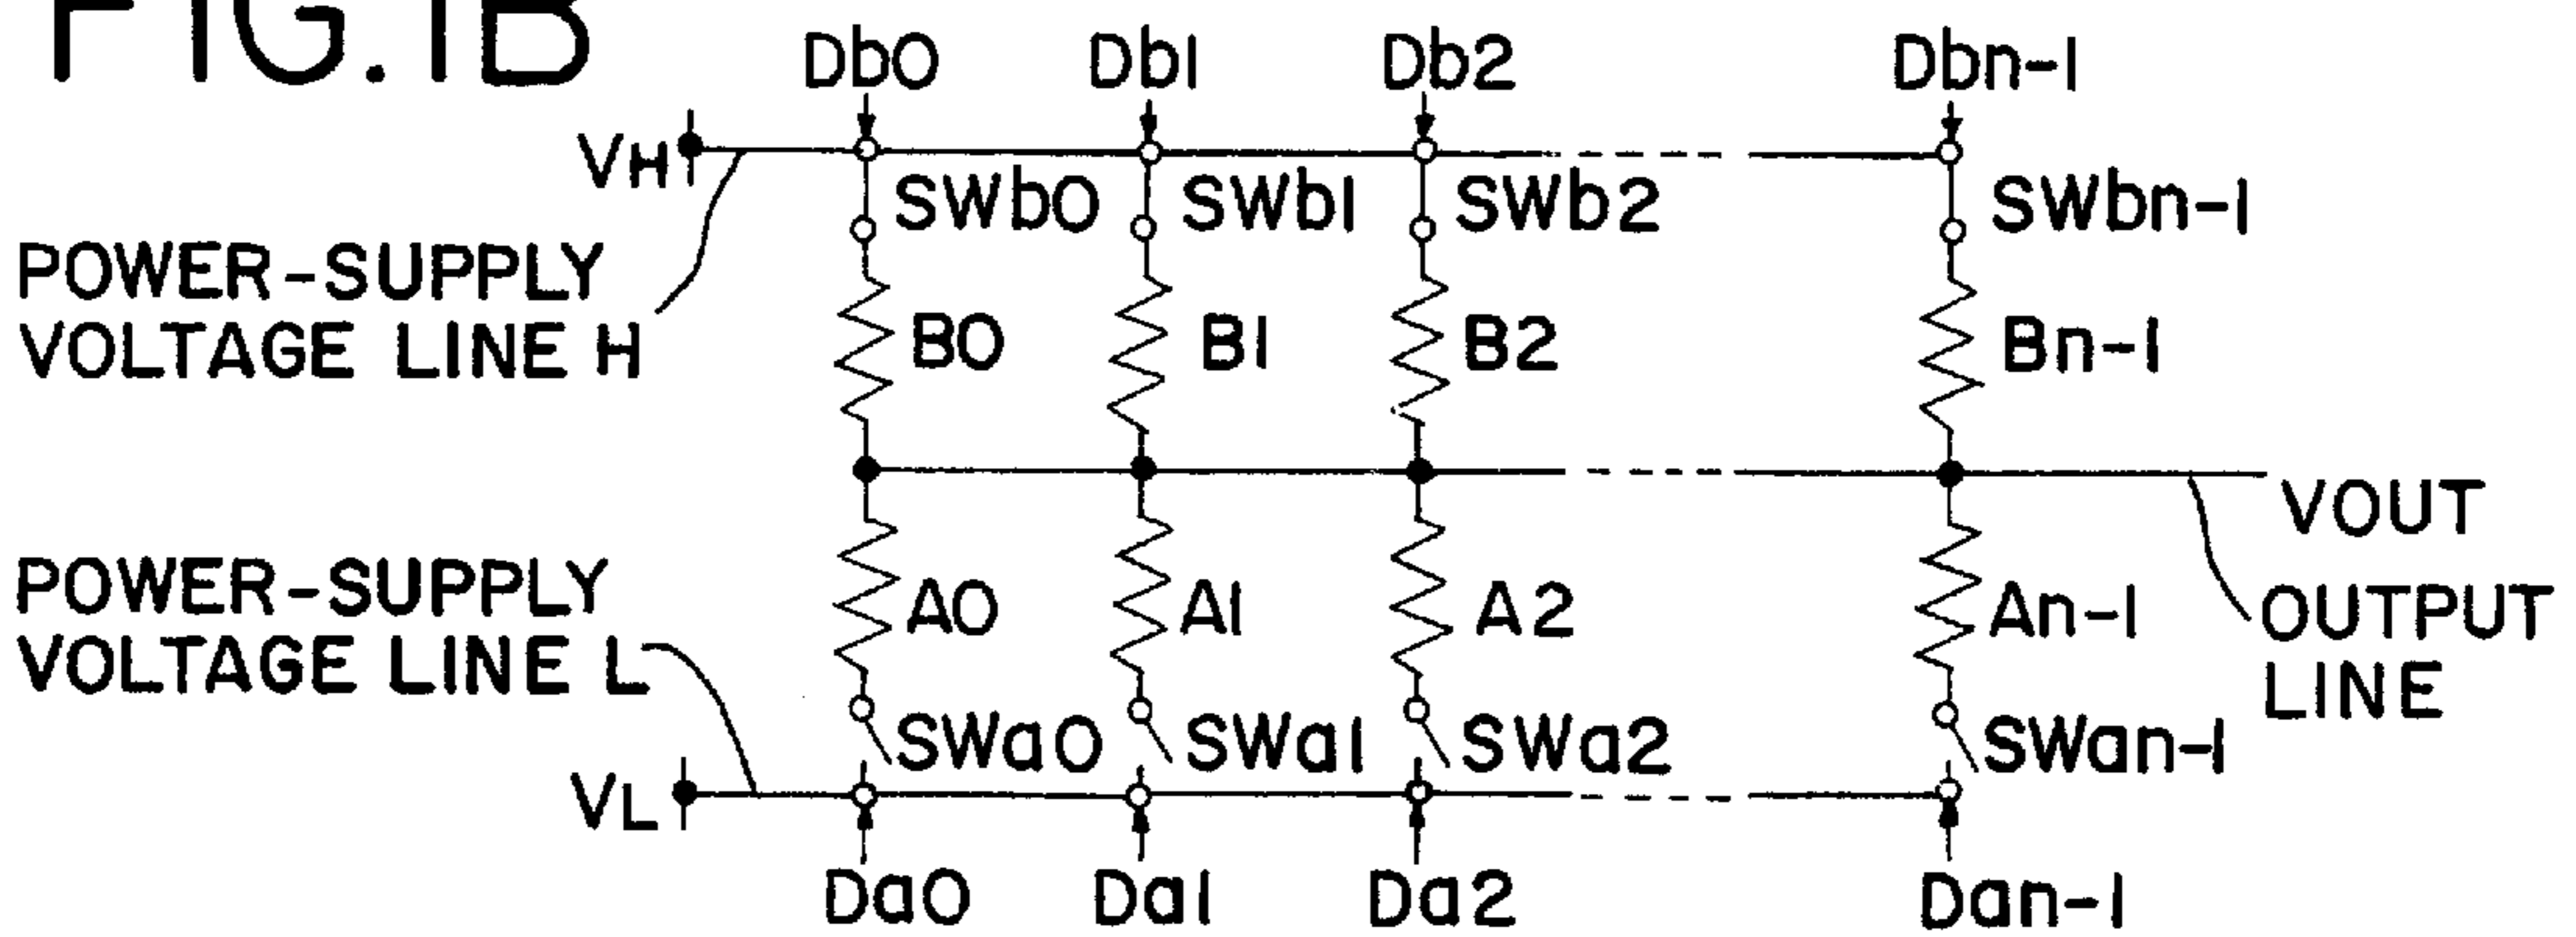 FIG.1B
Db0 Db1 Db2 Dbn-1
VH
SWb0 SWb1 SWb2 SWbn-1
POWER-SUPPLY
VOLTAGE LINE H
B0 B1 B2 Bn-1
VOUT
POWER-SUPPLY
VOLTAGE LINE L
A0 A1 A2 An-1
OUTPUT
LINE
SWa0 SWa1 SWa2 SWan-1
VL
Da0 Da1 Da2 Dan-1